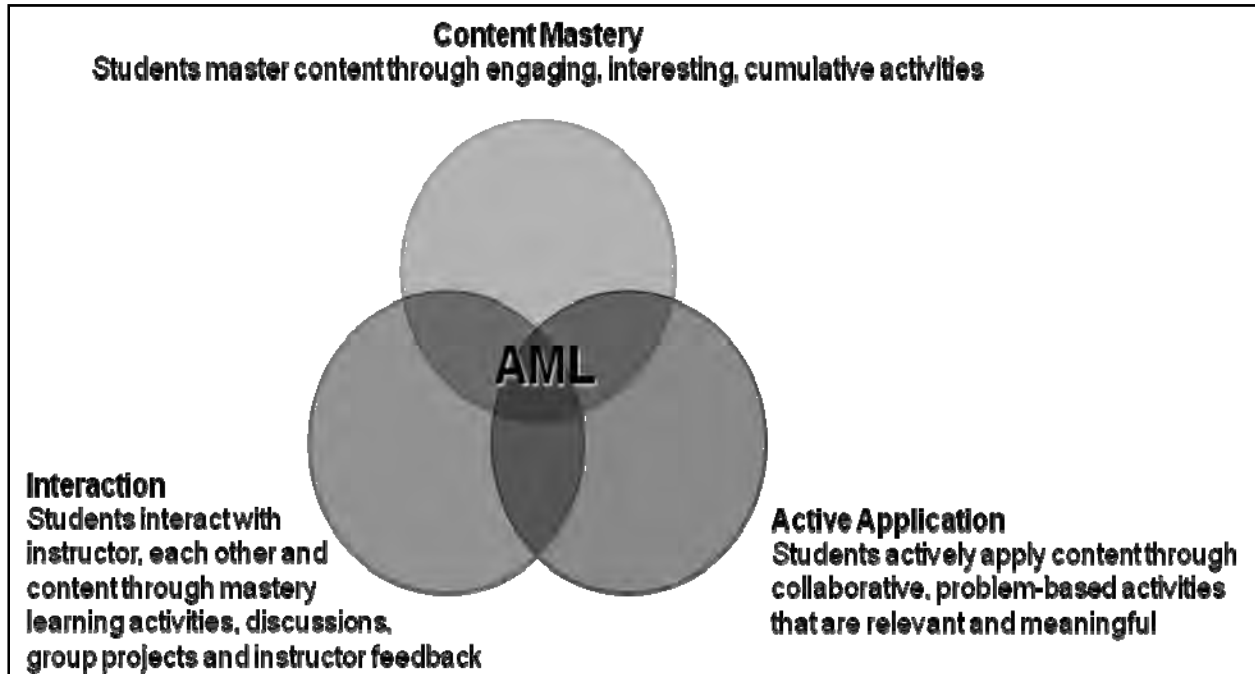 Content Mastery
Students master content through engaging, interesting, cumulative activities
AML
Interaction
Students interact with
instructor, each other and
content through mastery
learning activities, discussions,
group projects and instructor feedback
Active Application
Students actively apply content through
collaborative, problem-based activities
that are relevant and meaningful